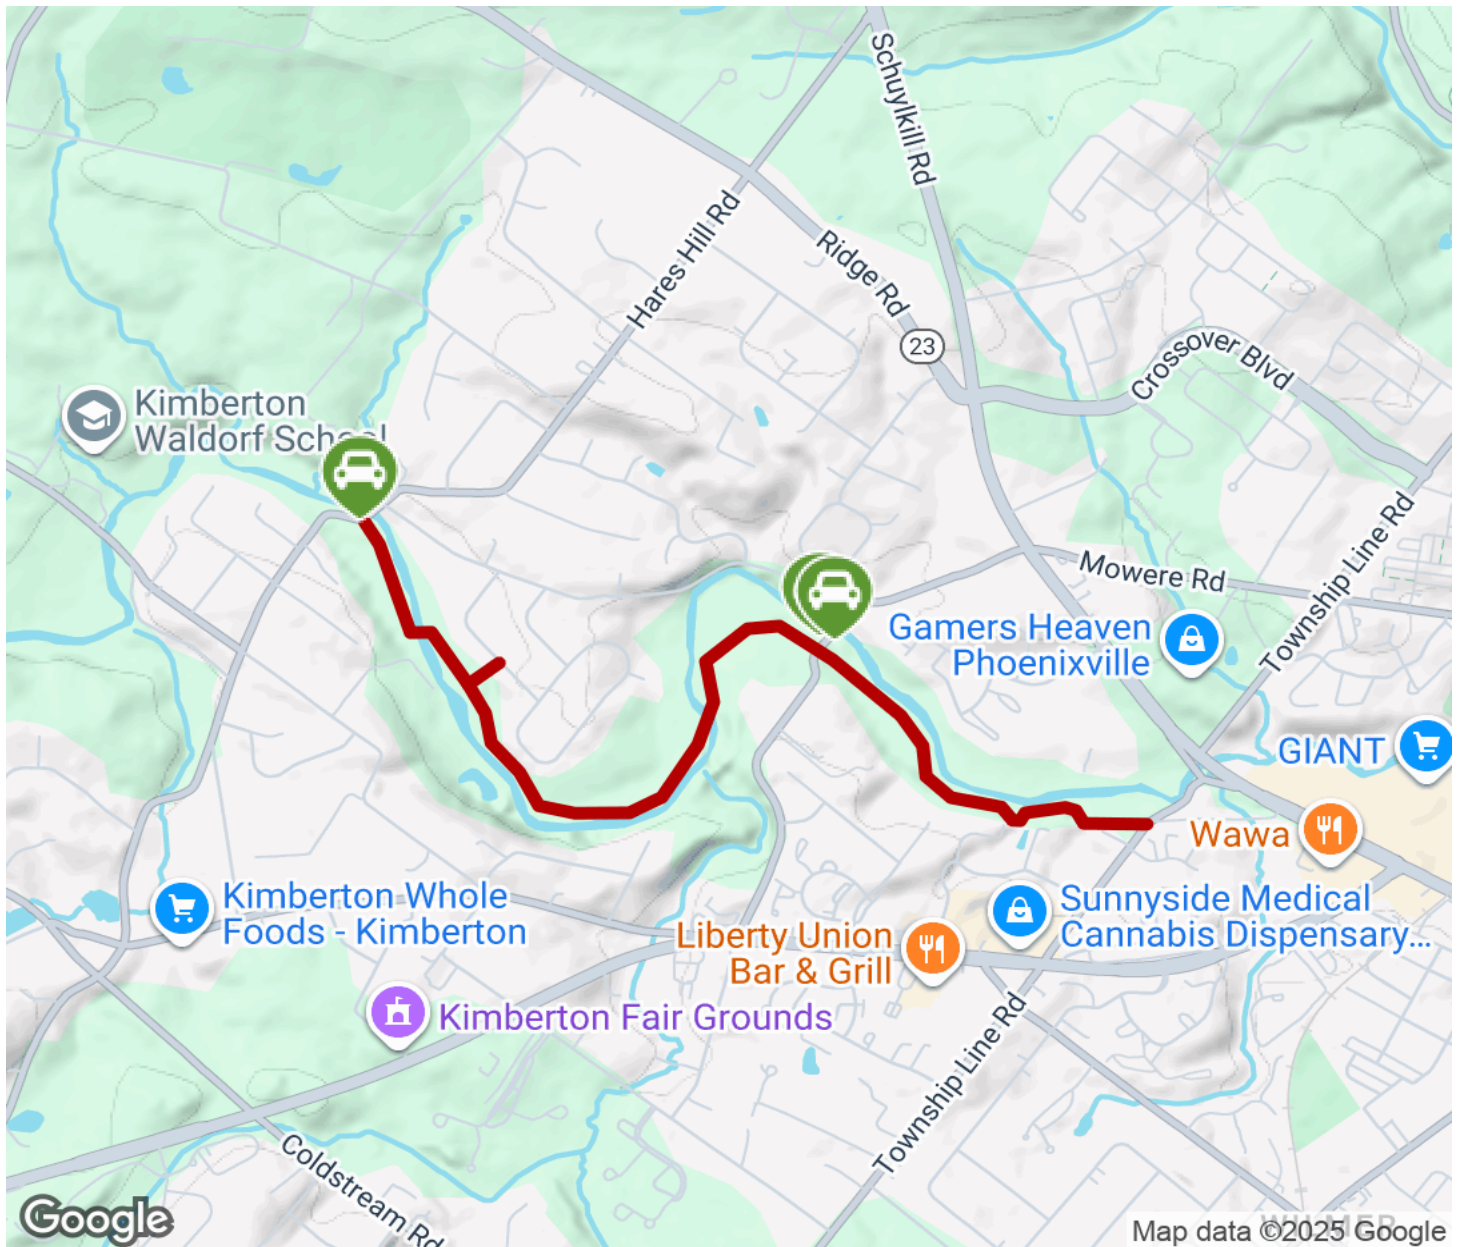 Schuylkill Rd
Hares Hill Rd
Ridge Rd
23
Crossover Blvd
Kimberton
Waldorf School
Township Line Rd
Mowere Rd
Gamers Heaven
Phoenixville
GIANT
Wawa
Kimberton Whole
Foods - Kimberton
Sunnyside Medical
Cannabis Dispensary...
Liberty Union
Bar & Grill
Kimberton Fair Grounds
Township Line Rd
Coldstream Rd
Google
Map data ©2025 Google